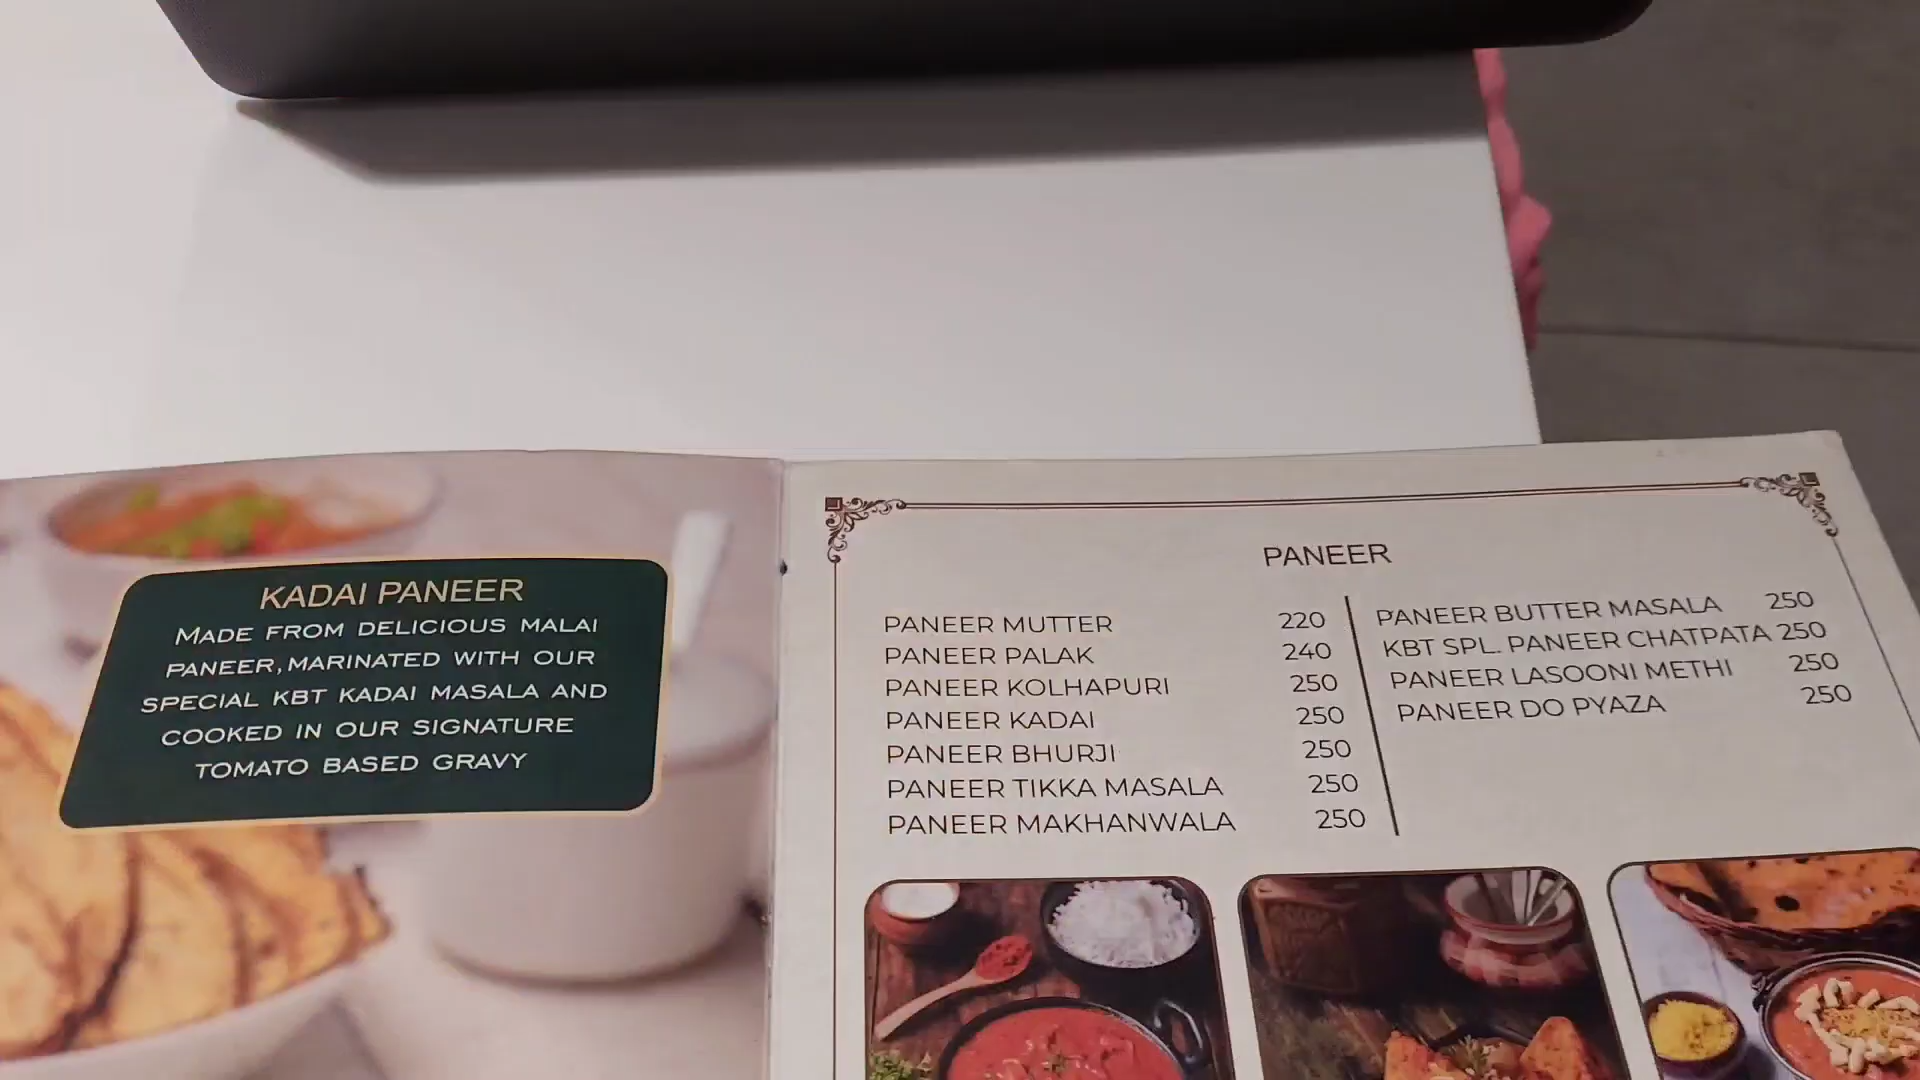 KADAI PANEER
MADE FROM DELICIOUS MALAI
PANEER, MARINATED WITH OUR
SPECIAL KBT KADAI MASALA AND
COOKED IN OUR SIGNATURE
TOMATO BASED GRAVY
PANEER
PANEER MUTTER 220
PANEER PALAK 240
PANEER KOLHAPURI 250
PANEER KADAI 250
PANEER BHURJI 250
PANEER TIKKA MASALA 250
PANEER MAKHANWALA 250
PANEER BUTTER MASALA 250
KBT SPL. PANEER CHATPATA 250
PANEER LASOONI METHI 250
PANEER DO PYAZA 250